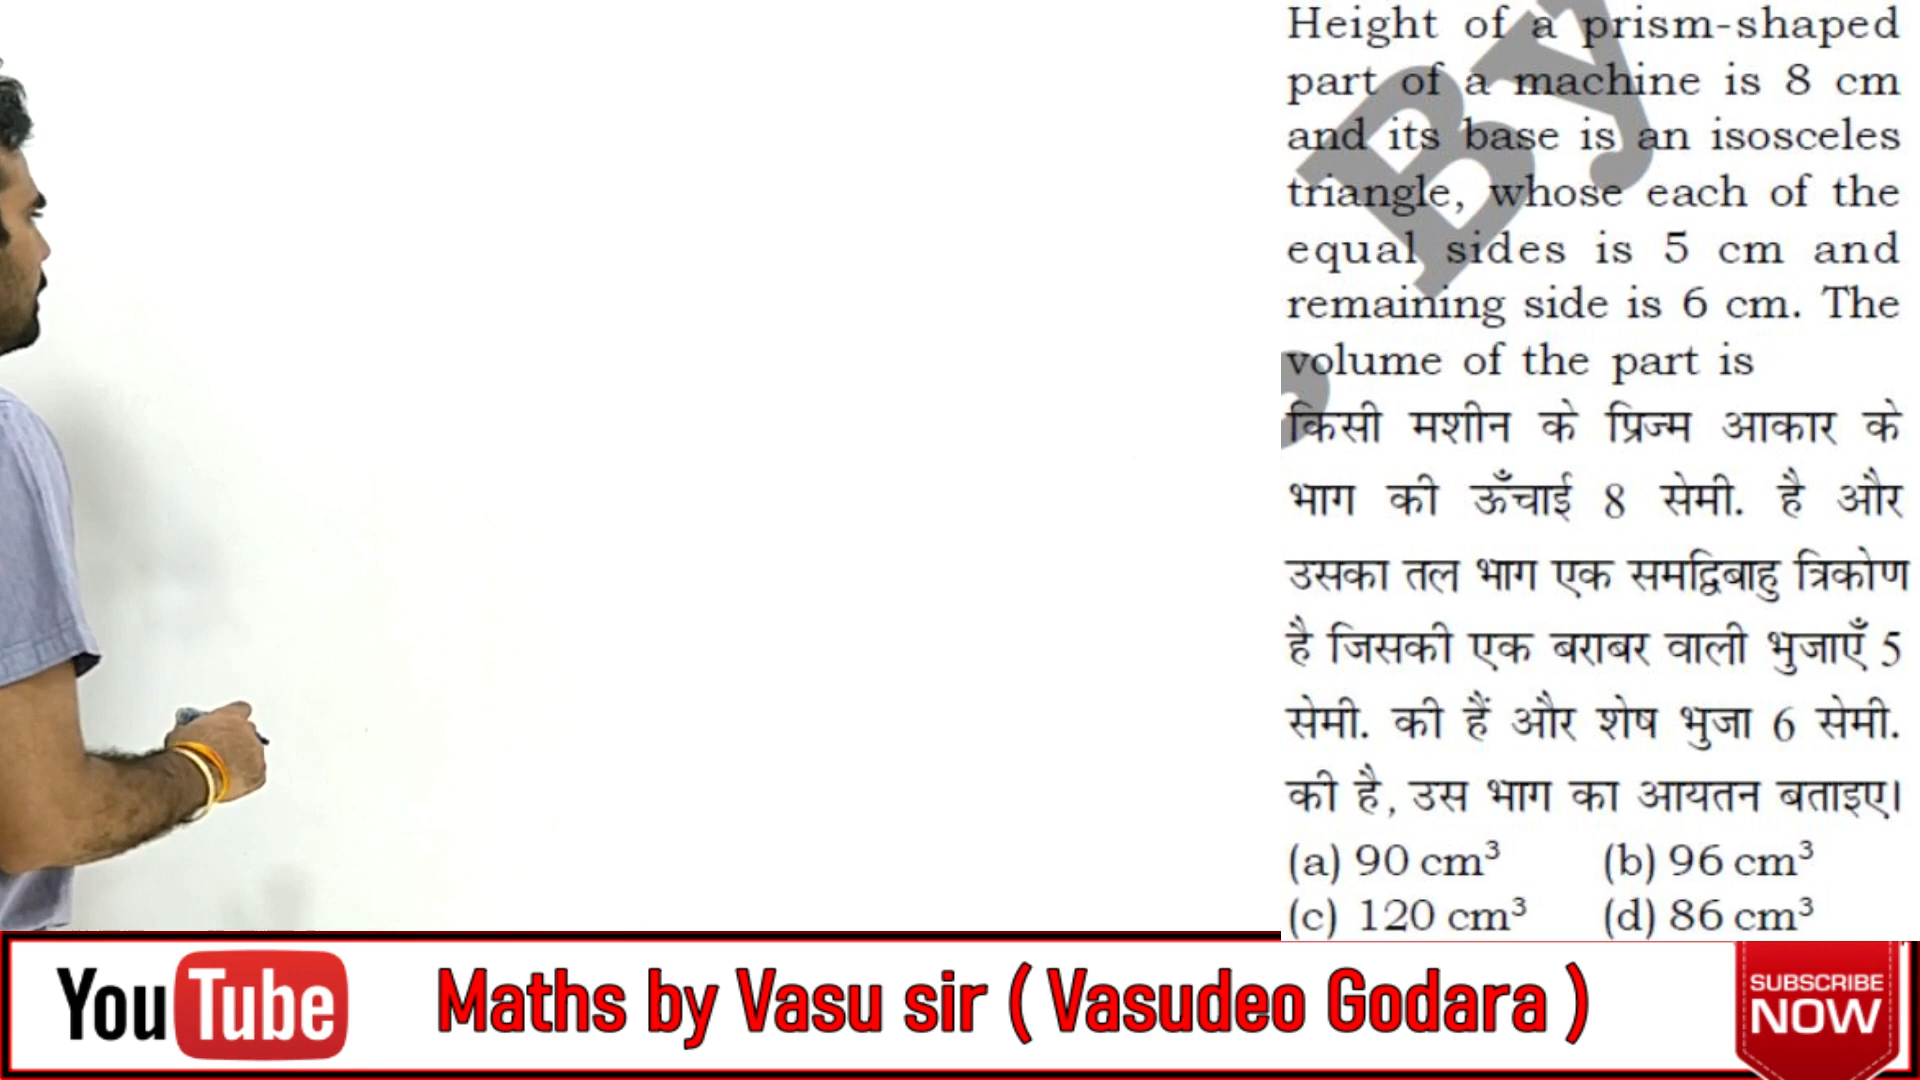 Height of a prism-shaped
part of a machine is 8 cm
and its base is an isosceles
triangle, whose each of the
equal sides is 5 cm and
remaining side is 6 cm. The
volume of the part is
किसी मशीन के प्रिज्म आकार के
भाग की ऊँचाई 8 सेमी. है और
उसका तल भाग एक समद्विबाहु त्रिकोण
है जिसकी एक बराबर वाली भुजाएँ 5
सेमी. की हैं और शेष भुजा 6 सेमी.
की है, उस भाग का आयतन बताइए।
(a) 90 cm³ (b) 96 cm³
(c) 120 cm³ (d) 86 cm³
By
YouTube
Maths by Vasu sir ( Vasudeo Godara )
SUBSCRIBE
NOW